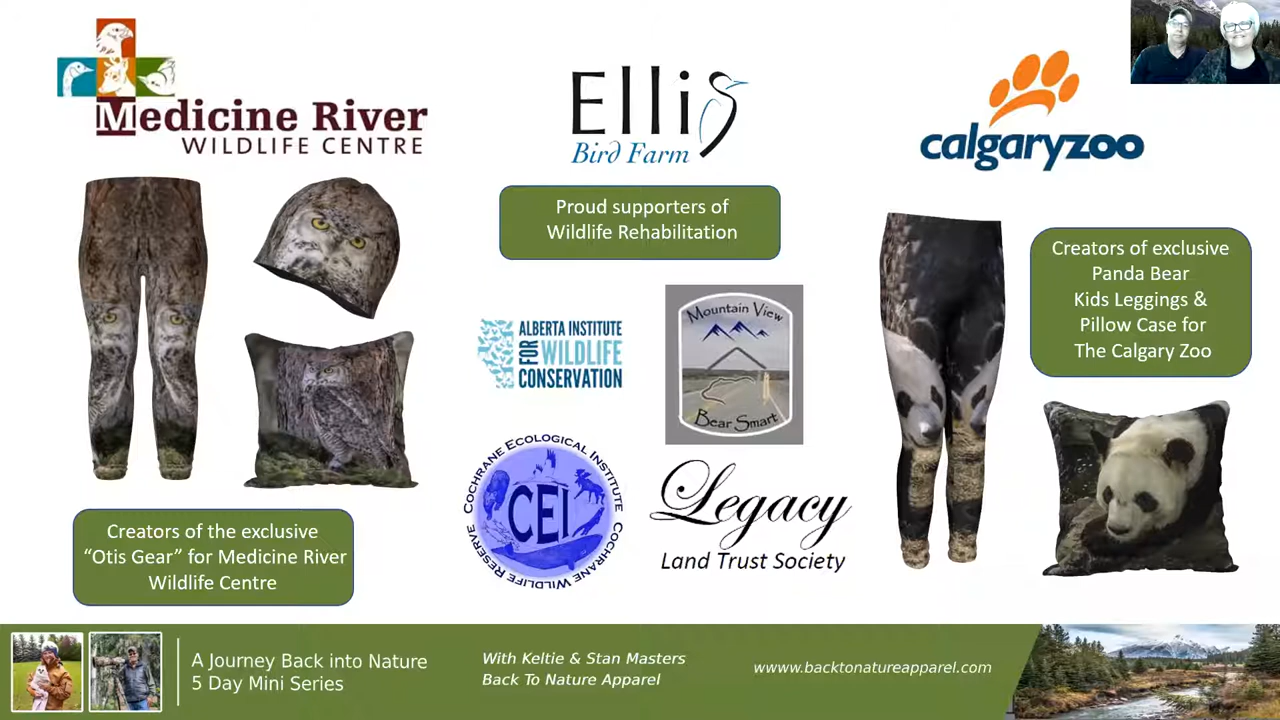 Medicine River
WILDLIFE CENTRE
Ellis
Bird Farm
calgaryzoo
Proud supporters of
Wildlife Rehabilitation
Creators of exclusive
Panda Bear
Kids Leggings &
Pillow Case for
The Calgary Zoo
ALBERTA INSTITUTE
FOR WILDLIFE
CONSERVATION
Mountain View
Bear Smart
COCHRANE ECOLOGICAL INSTITUTE
COCHRANE WILDLIFE RESERVE
CEI
Legacy
Land Trust Society
Creators of the exclusive
“Otis Gear” for Medicine River
Wildlife Centre
A Journey Back into Nature
5 Day Mini Series
With Keltie & Stan Masters
Back To Nature Apparel
www.backtonatureapparel.com